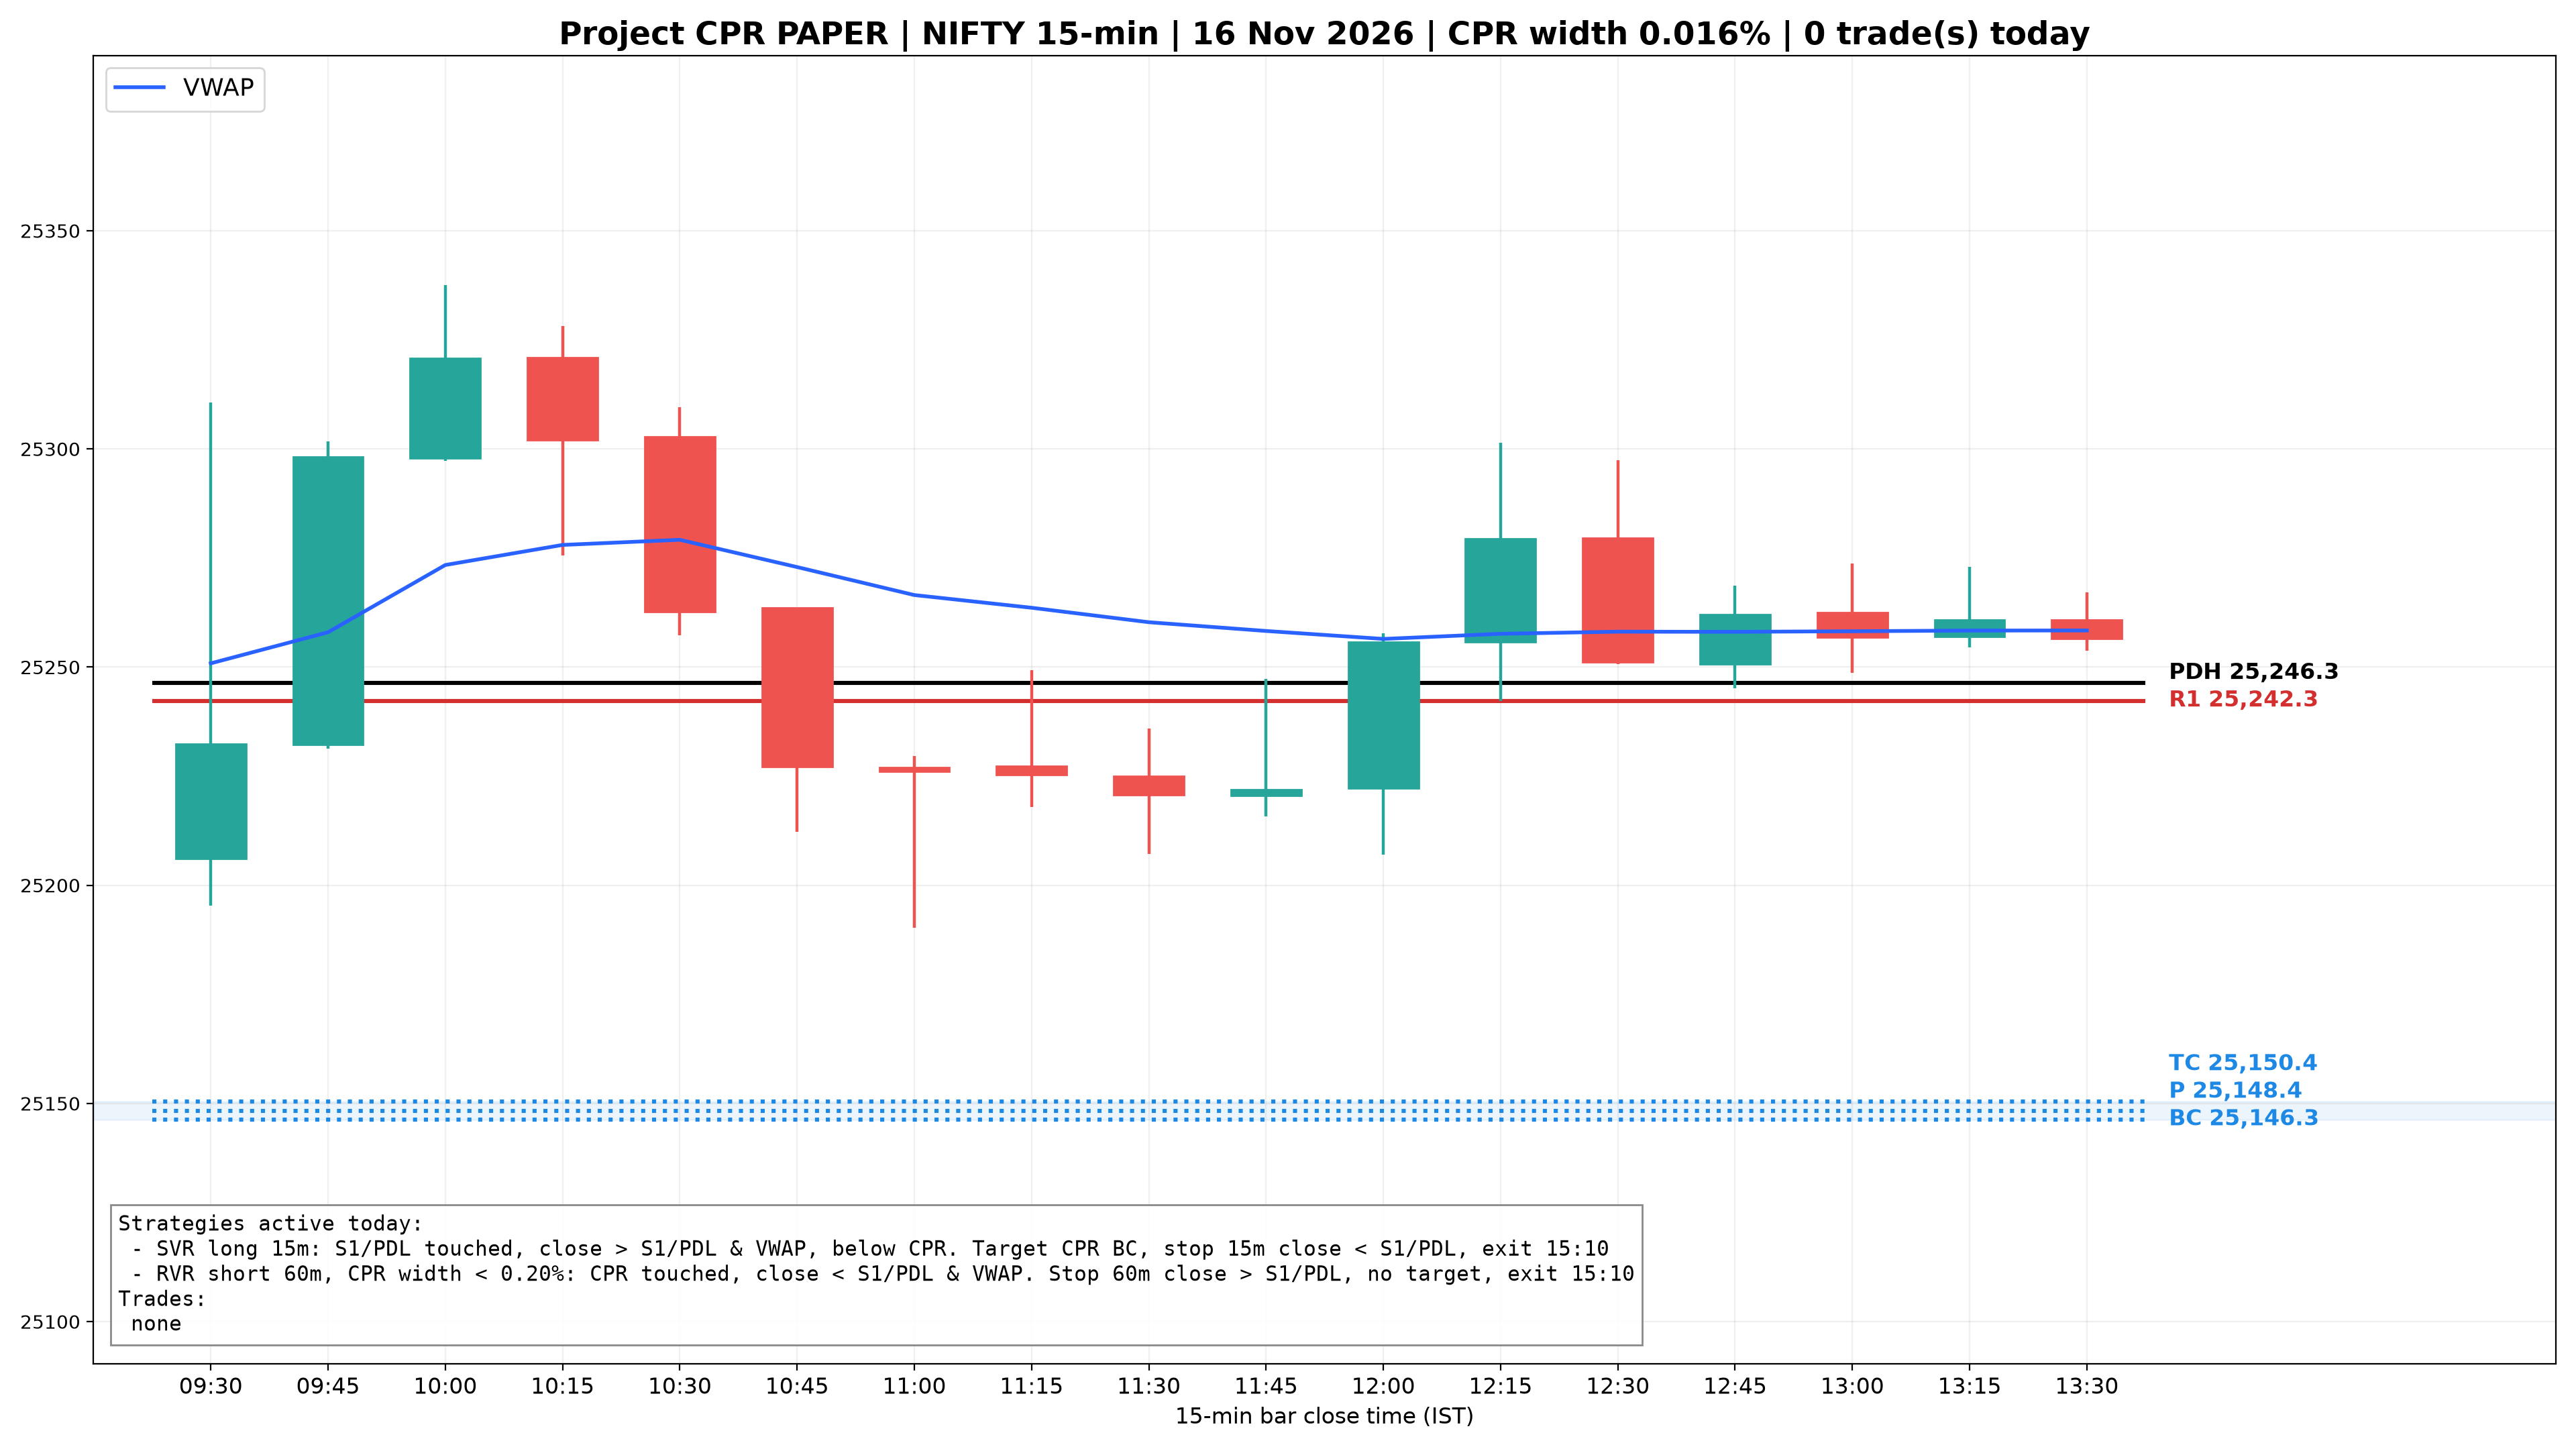 Project CPR PAPER | NIFTY 15-min | 16 Nov 2026 | CPR width 0.016% | 0 trade(s) today
VWAP
25350
25300
25250
25200
25150
25100
PDH 25,246.3
R1 25,242.3
TC 25,150.4
P 25,148.4
BC 25,146.3
Strategies active today:
- SVR long 15m: S1/PDL touched, close > S1/PDL & VWAP, below CPR. Target CPR BC, stop 15m close < S1/PDL, exit 15:10
- RVR short 60m, CPR width < 0.20%: CPR touched, close < S1/PDL & VWAP. Stop 60m close > S1/PDL, no target, exit 15:10
Trades:
none
09:30 09:45 10:00 10:15 10:30 10:45 11:00 11:15 11:30 11:45 12:00 12:15 12:30 12:45 13:00 13:15 13:30
15-min bar close time (IST)